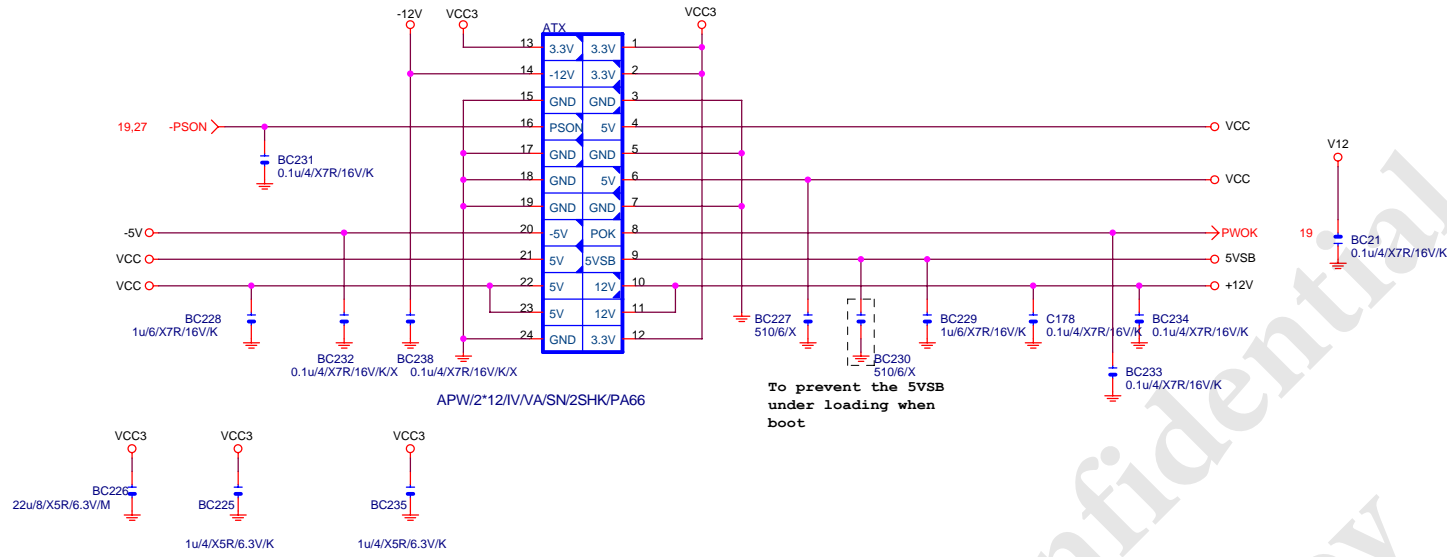 -12V VCC3 VCC3
ATX
13 3.3V 3.3V 1
14 -12V 3.3V 2
15 GND GND 3
19,27 -PSON 16 PSON 5V 4 VCC
17 GND GND 5
18 GND 5V 6 VCC
19 GND GND 7
-5V 20 -5V POK 8 PWOK 19
VCC 21 5V 5VSB 9 5VSB
VCC 22 5V 12V 10 +12V
23 5V 12V 11
24 GND 3.3V 12
BC231
0.1u/4/X7R/16V/K
V12
BC21
0.1u/4/X7R/16V/K
BC228
1u/6/X7R/16V/K
BC232
0.1u/4/X7R/16V/K/X
BC238
0.1u/4/X7R/16V/K/X
BC227
510/6/X
BC230
510/6/X
BC229
1u/6/X7R/16V/K
C178
0.1u/4/X7R/16V/K
BC234
0.1u/4/X7R/16V/K
BC233
0.1u/4/X7R/16V/K
APW/2*12/IV/VA/SN/2SHK/PA66
To prevent the 5VSB
under loading when
boot
VCC3
BC226
22u/8/X5R/6.3V/M
VCC3
BC225
1u/4/X5R/6.3V/K
VCC3
BC235
1u/4/X5R/6.3V/K